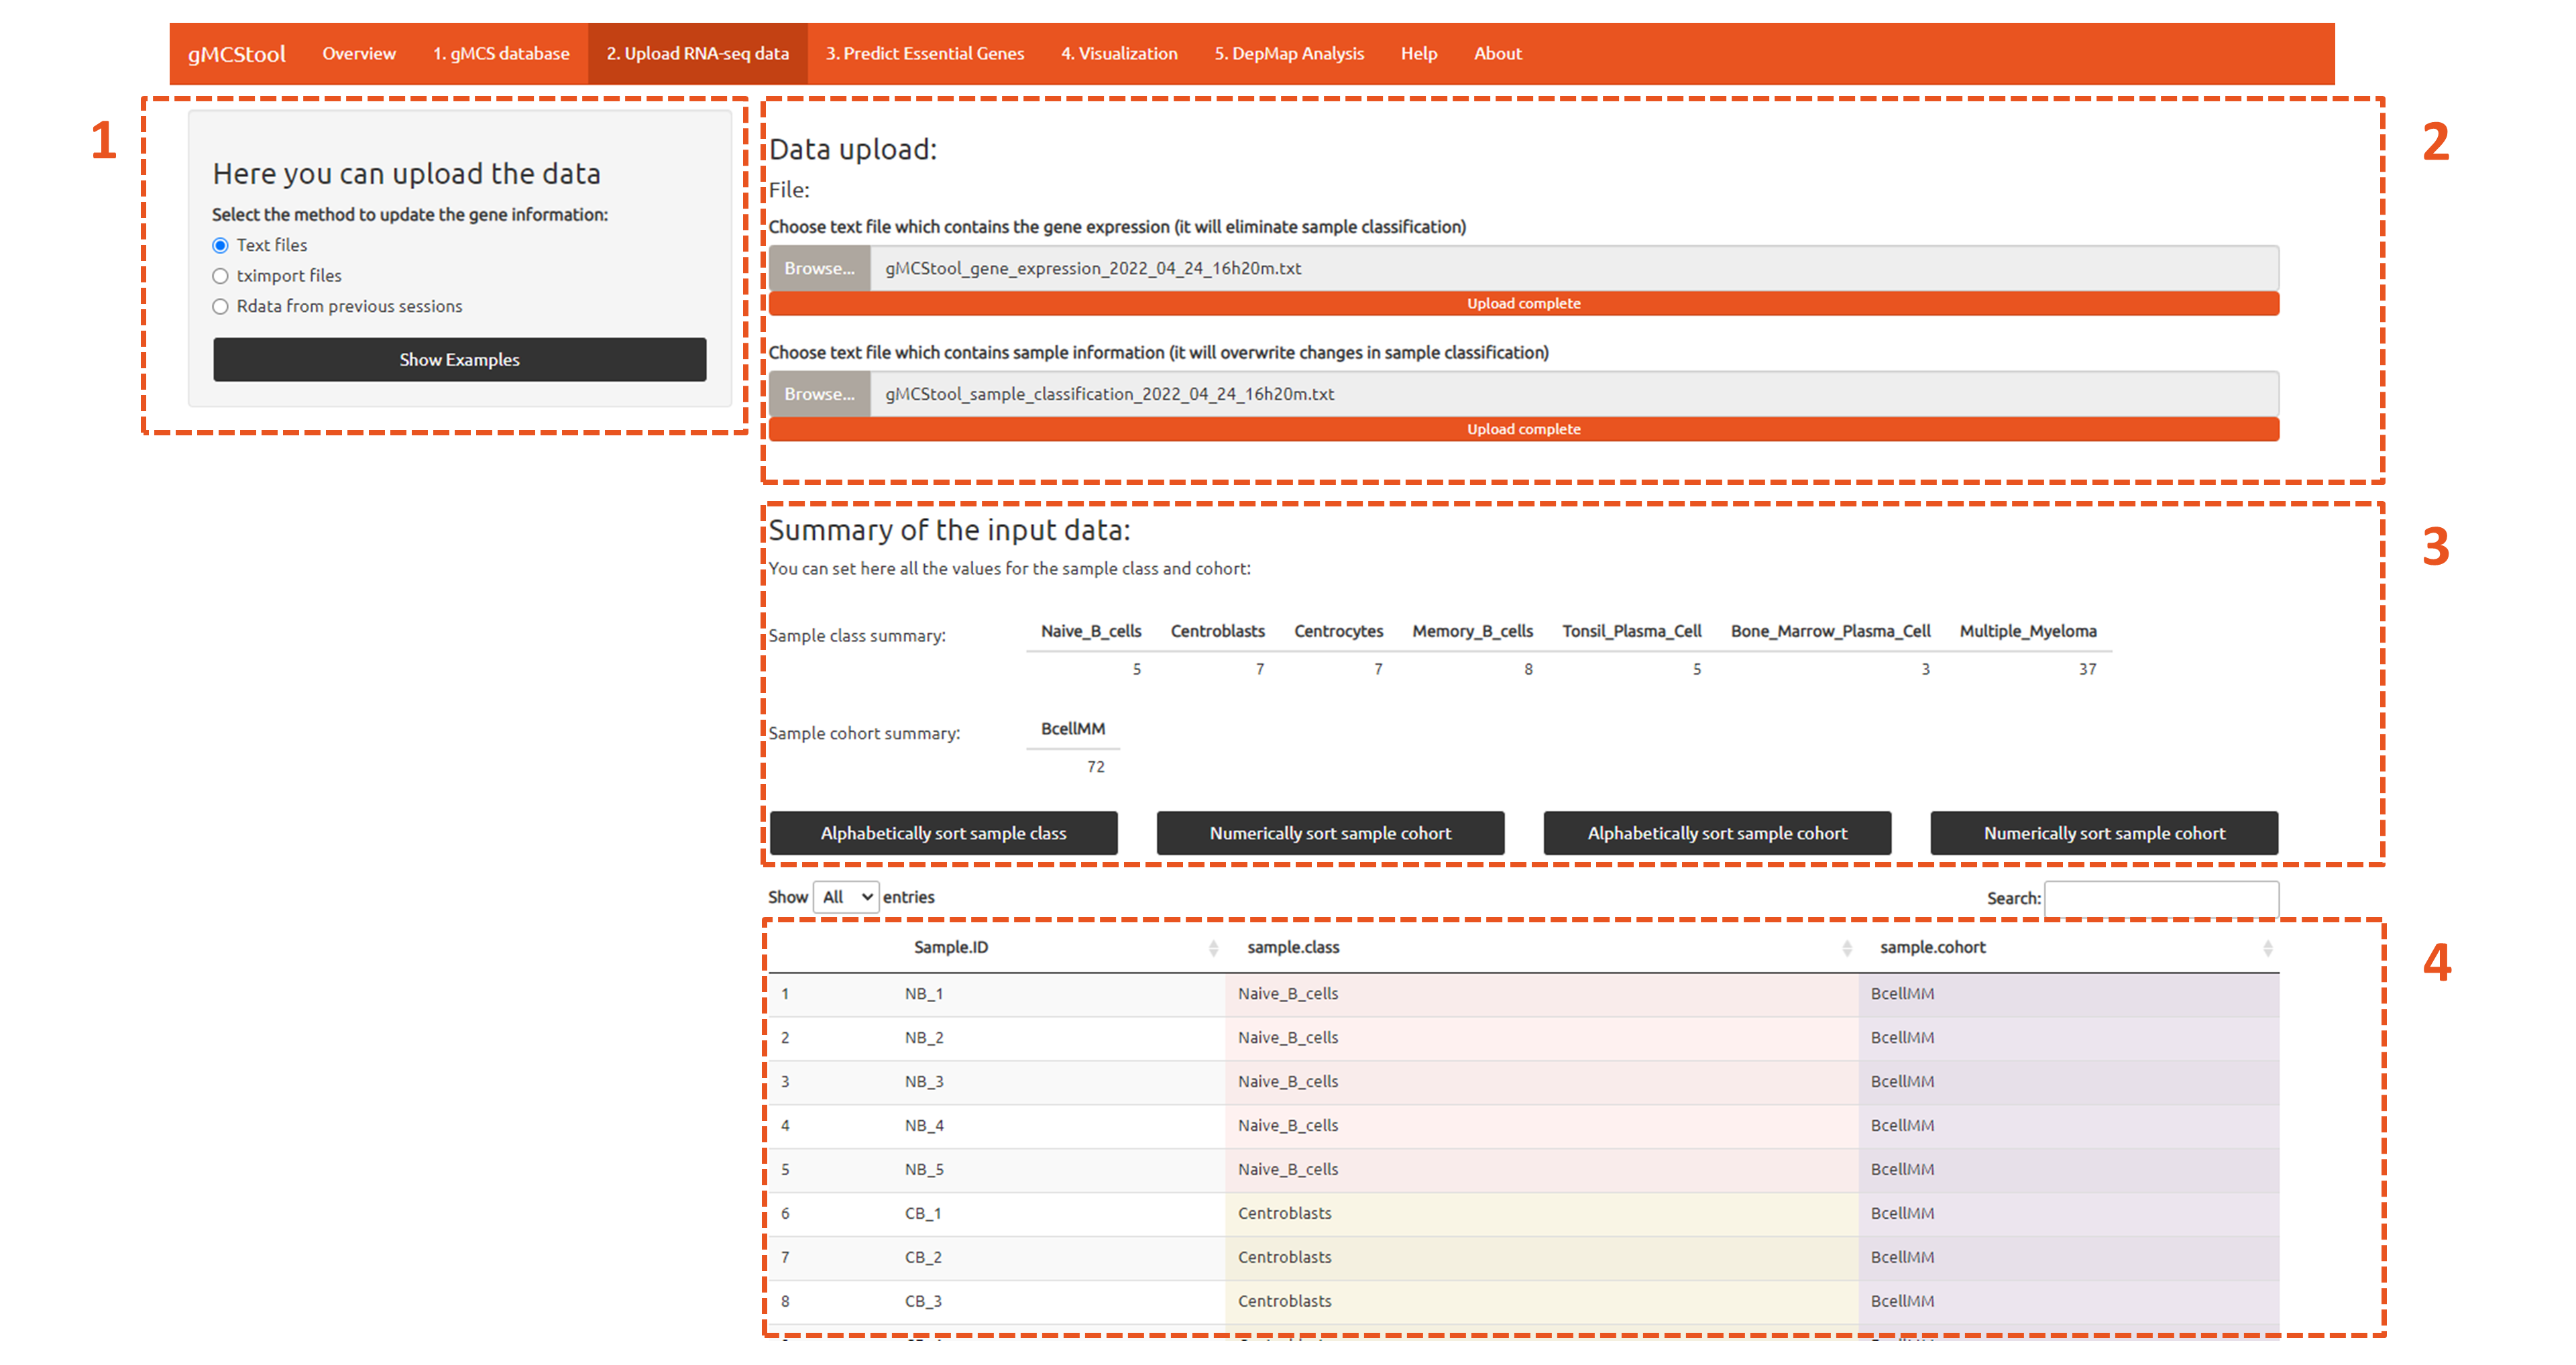 gMCStool Overview 1. gMCS database 2. Upload RNA-seq data 3. Predict Essential Genes 4. Visualization 5. DepMap Analysis Help About
1
Here you can upload the data
Select the method to update the gene information:
Text files
tximport files
Rdata from previous sessions
Show Examples
2
Data upload:
File:
Choose text file which contains the gene expression (it will eliminate sample classification)
Browse... gMCStool_gene_expression_2022_04_24_16h20m.txt
Upload complete
Choose text file which contains sample information (it will overwrite changes in sample classification)
Browse... gMCStool_sample_classification_2022_04_24_16h20m.txt
Upload complete
3
Summary of the input data:
You can set here all the values for the sample class and cohort:
Sample class summary: Naive_B_cells Centroblasts Centrocytes Memory_B_cells Tonsil_Plasma_Cell Bone_Marrow_Plasma_Cell Multiple_Myeloma
5 7 7 8 5 3 37
Sample cohort summary: BcellMM
72
Alphabetically sort sample class Numerically sort sample cohort Alphabetically sort sample cohort Numerically sort sample cohort
Show All entries Search:
4
Sample.ID sample.class sample.cohort
1 NB_1 Naive_B_cells BcellMM
2 NB_2 Naive_B_cells BcellMM
3 NB_3 Naive_B_cells BcellMM
4 NB_4 Naive_B_cells BcellMM
5 NB_5 Naive_B_cells BcellMM
6 CB_1 Centroblasts BcellMM
7 CB_2 Centroblasts BcellMM
8 CB_3 Centroblasts BcellMM